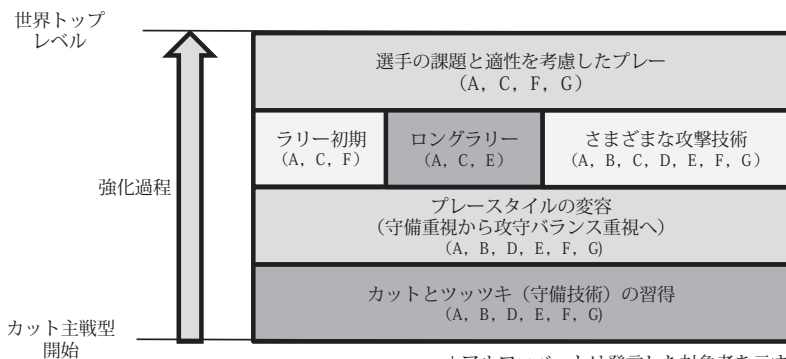 世界トップ
レベル
選手の課題と適性を考慮したプレー
(A, C, F, G)
ラリー初期
(A, C, F)
ロングラリー
(A, C, E)
さまざまな攻撃技術
(A, B, C, D, E, F, G)
強化過程
プレースタイルの変容
(守備重視から攻守バランス重視へ)
(A, B, D, E, F, G)
カットとツッツキ(守備技術)の習得
(A, B, D, E, F, G)
カット主戦型
開始